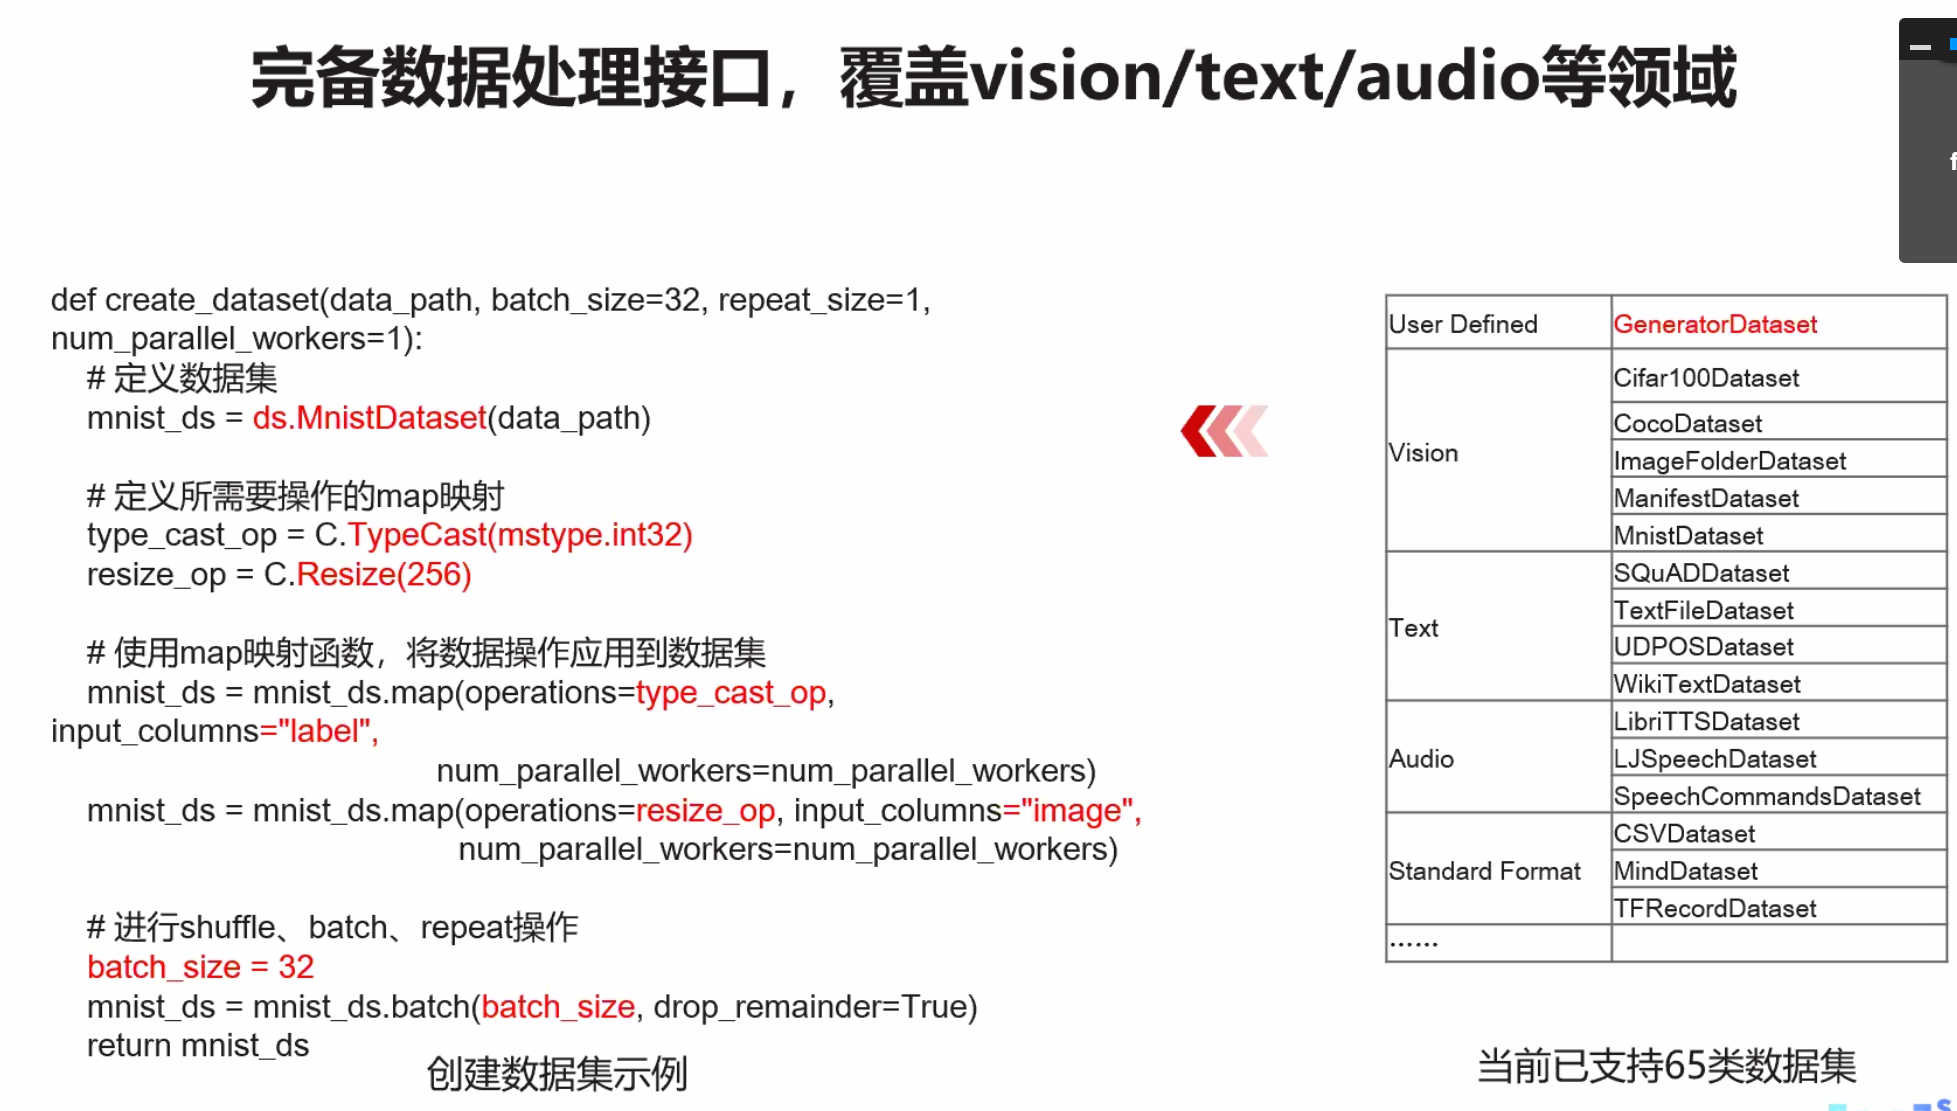 完备数据处理接口，覆盖vision/text/audio等领域
def create_dataset(data_path, batch_size=32, repeat_size=1,
num_parallel_workers=1):
# 定义数据集
mnist_ds = ds.MnistDataset(data_path)
# 定义所需要操作的map映射
type_cast_op = C.TypeCast(mstype.int32)
resize_op = C.Resize(256)
# 使用map映射函数，将数据操作应用到数据集
mnist_ds = mnist_ds.map(operations=type_cast_op,
input_columns="label",
num_parallel_workers=num_parallel_workers)
mnist_ds = mnist_ds.map(operations=resize_op, input_columns="image",
num_parallel_workers=num_parallel_workers)
# 进行shuffle、batch、repeat操作
batch_size = 32
mnist_ds = mnist_ds.batch(batch_size, drop_remainder=True)
return mnist_ds
创建数据集示例
User Defined GeneratorDataset
Vision
Cifar100Dataset
CocoDataset
ImageFolderDataset
ManifestDataset
MnistDataset
Text
SQuADDataset
TextFileDataset
UDPOSDataset
WikiTextDataset
Audio
LibriTTSDataset
LJSpeechDataset
SpeechCommandsDataset
Standard Format
CSVDataset
MindDataset
TFRecordDataset
······
当前已支持65类数据集